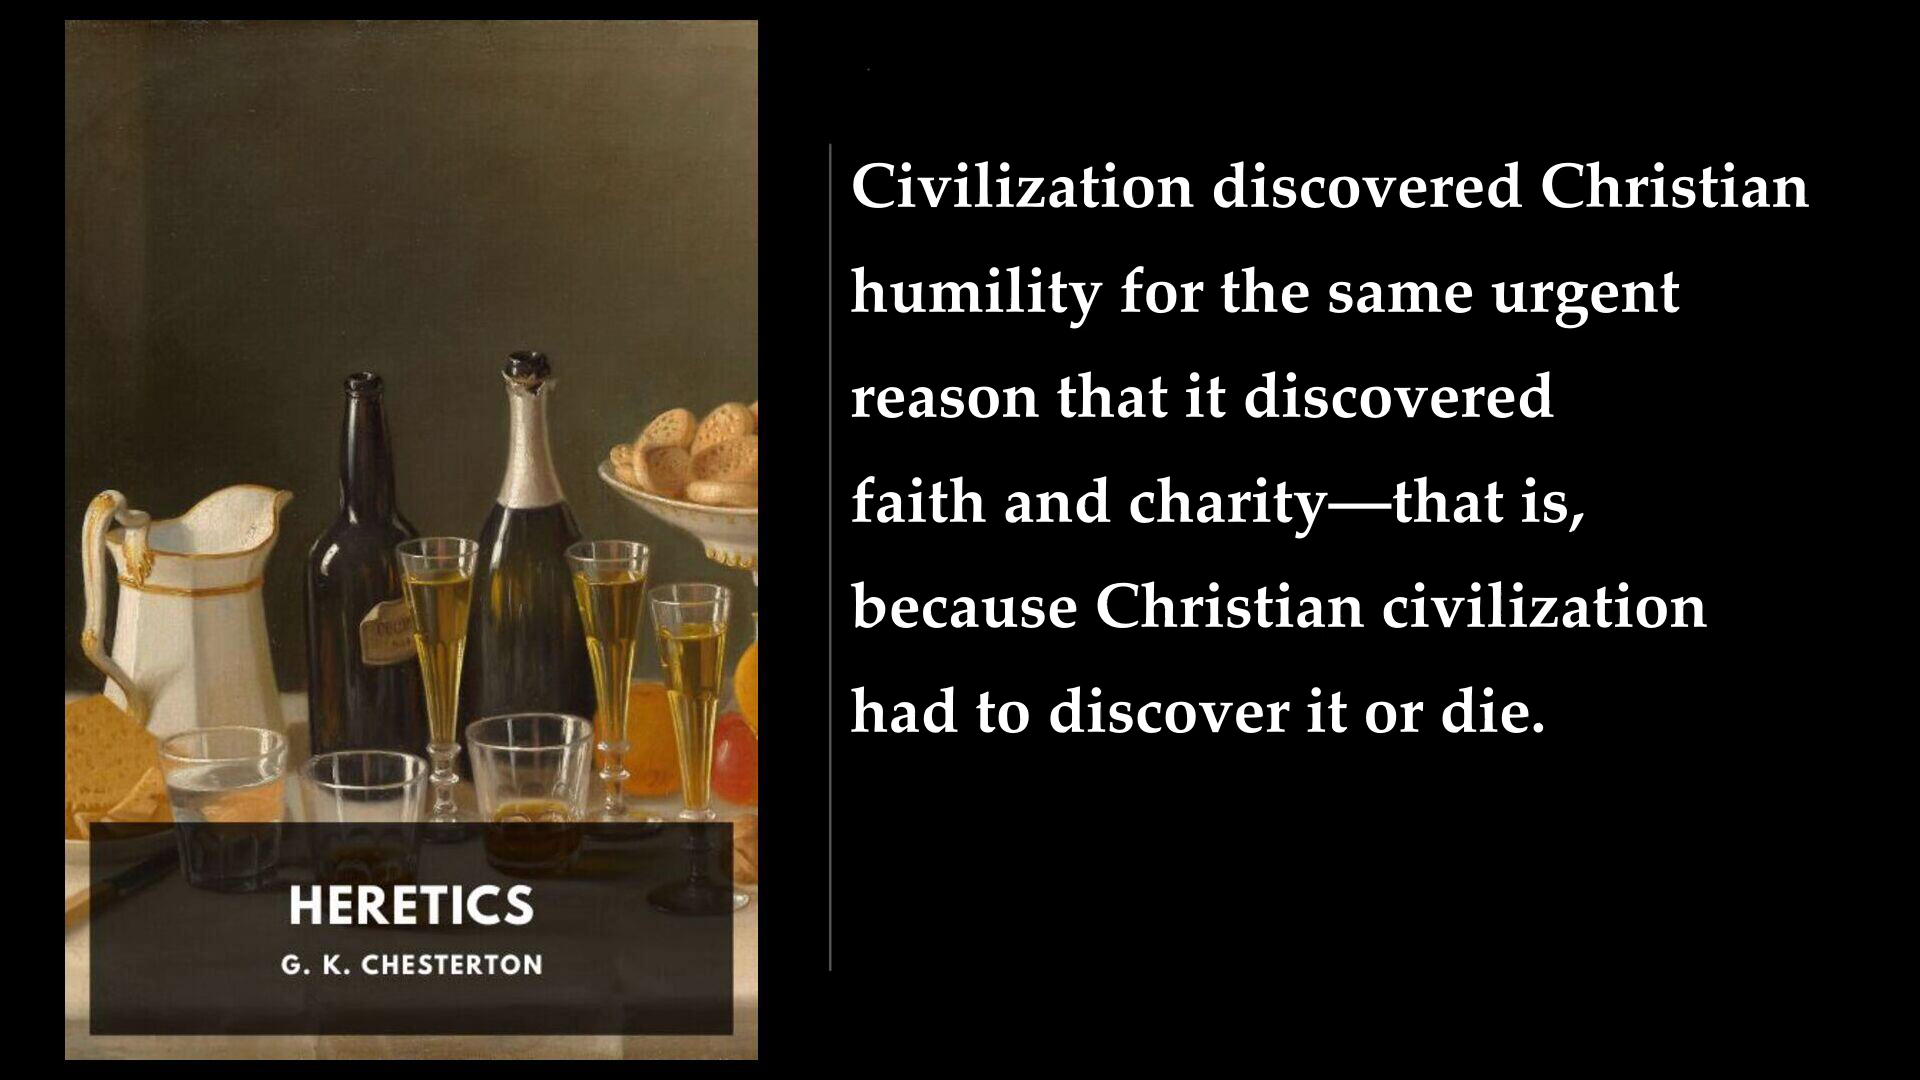 HERETICS
G. K. CHESTERTON
Civilization discovered Christian
humility for the same urgent
reason that it discovered
faith and charity—that is,
because Christian civilization
had to discover it or die.